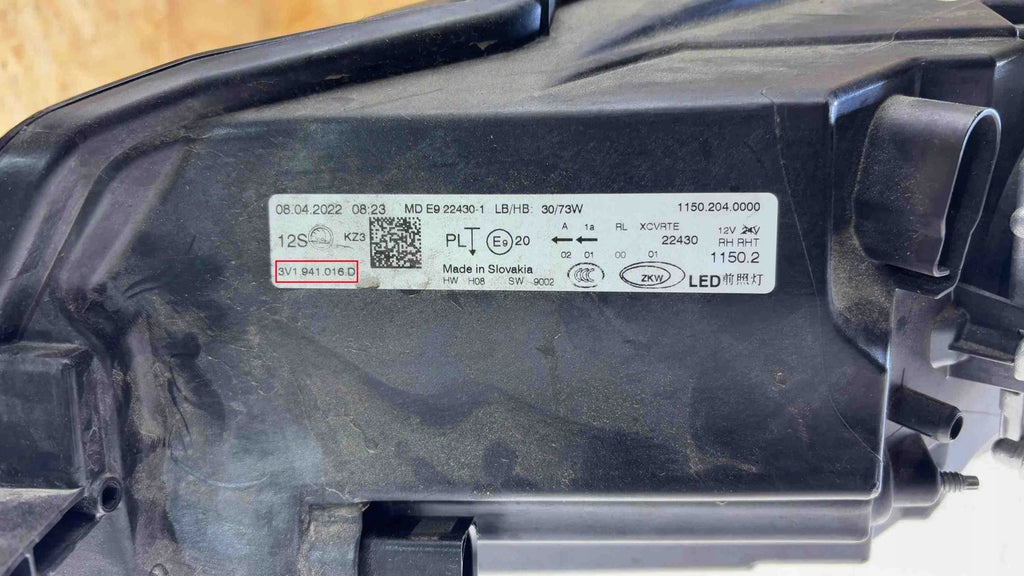 08.04.2022 08:23 MD E9 22430-1 LB/HB: 30/73W 1150.204.0000
12S KZ3 PL E9 20 A 1a RL XCVRTE 12V 24V
22430 RH RHT
02 01 00 01 1150.2
3V1.941.016.D Made in Slovakia CCC ZKW LED前照灯
HW H08 SW 9002